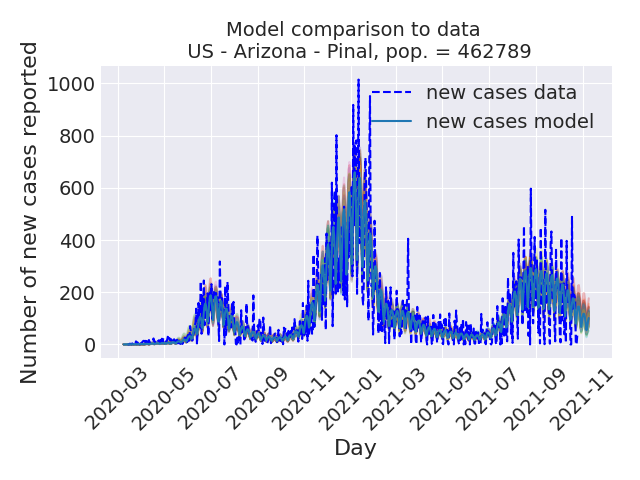 Model comparison to data
US - Arizona - Pinal, pop. = 462789
new cases data
new cases model
Number of new cases reported
1000
800
600
400
200
0
2020-03
2020-05
2020-07
2020-09
2020-11
2021-01
2021-03
2021-05
2021-07
2021-09
2021-11
Day